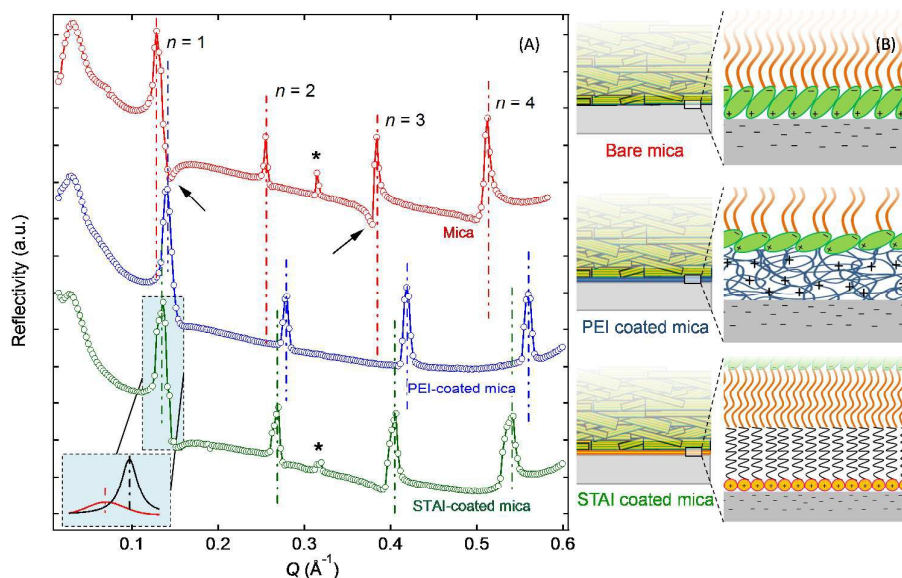 (A)
n = 1
n = 2
n = 3
n = 4
*
Mica
PEI-coated mica
*
STAI-coated mica
Reflectivity (a.u.)
0.1 0.2 0.3 0.4 0.5 0.6
Q (Å⁻¹)
(B)
Bare mica
PEI coated mica
STAI coated mica